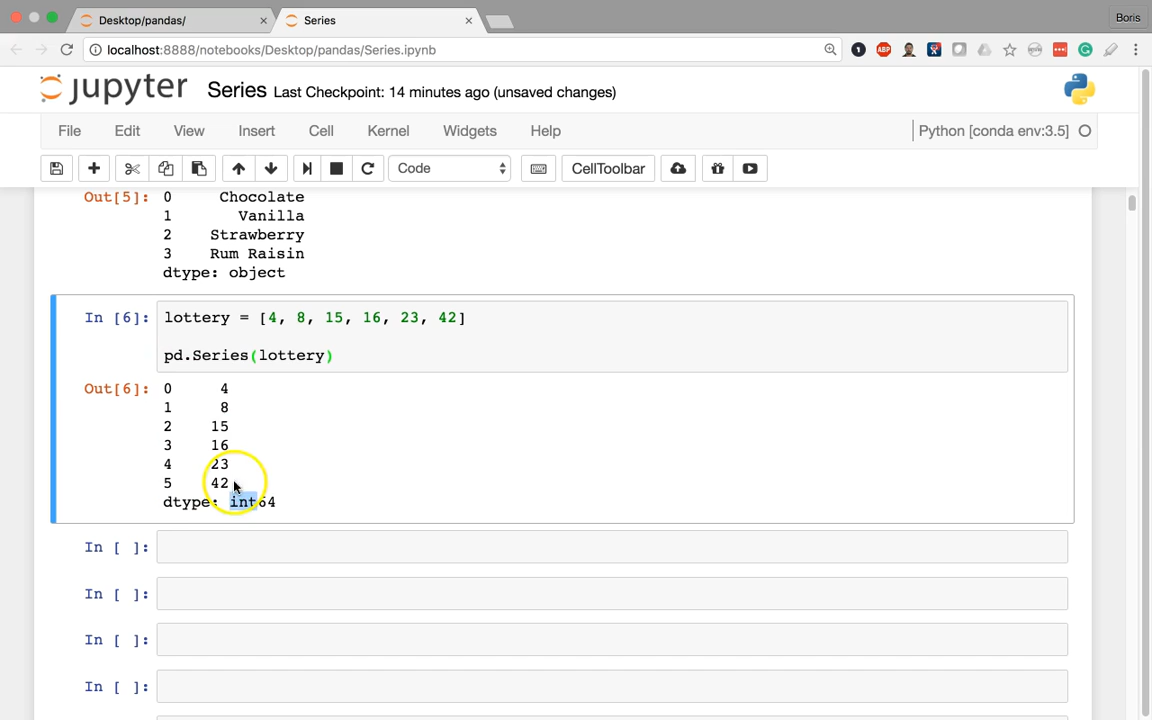 Desktop/pandas/ × Series × Boris
localhost:8888/notebooks/Desktop/pandas/Series.ipynb
jupyter Series Last Checkpoint: 14 minutes ago (unsaved changes)
File Edit View Insert Cell Kernel Widgets Help Python [conda env:3.5]
Code CellToolbar
Out[5]: 0 Chocolate
1 Vanilla
2 Strawberry
3 Rum Raisin
dtype: object
In [6]: lottery = [4, 8, 15, 16, 23, 42]
pd.Series(lottery)
Out[6]: 0 4
1 8
2 15
3 16
4 23
5 42
dtype: int64
In [ ]:
In [ ]:
In [ ]:
In [ ]: